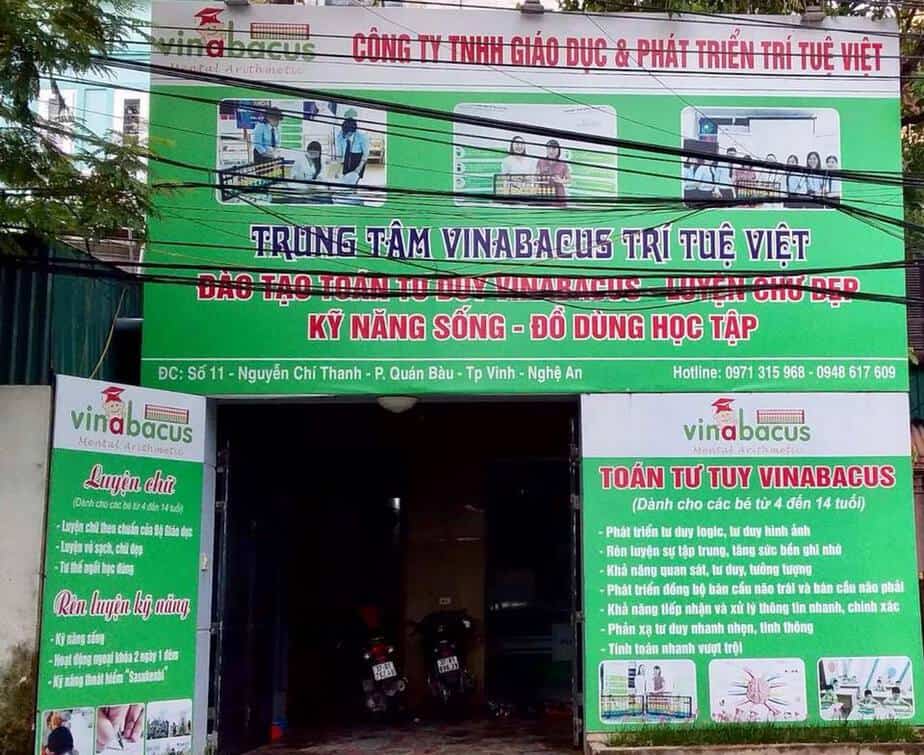 vinabacus
Mental Arithmetic
CÔNG TY TNHH GIÁO DỤC & PHÁT TRIỂN TRÍ TUỆ VIỆT
TRUNG TÂM VINABACUS TRÍ TUỆ VIỆT
ĐÀO TẠO TOÁN TƯ DUY VINABACUS - LUYỆN CHỮ ĐẸP
KỸ NĂNG SỐNG - ĐỒ DÙNG HỌC TẬP
ĐC: Số 11 - Nguyễn Chí Thanh - P. Quán Bàu - Tp Vinh - Nghệ An
Hotline: 0971 315 968 - 0948 617 609
vinabacus
Mental Arithmetic
Luyện chữ
(Dành cho các bé từ 4 đến 14 tuổi)
- Luyện chữ theo chuẩn của Bộ Giáo dục
- Luyện vở sạch, chữ đẹp
- Tư thế ngồi học đúng
Rèn luyện kỹ năng
- Kỹ năng sống
- Hoạt động ngoại khóa 2 ngày 1 đêm
- Kỹ năng thoát hiểm "Sasukenhi"
vinabacus
Mental Arithmetic
TOÁN TƯ TUY VINABACUS
(Dành cho các bé từ 4 đến 14 tuổi)
- Phát triển tư duy logic, tư duy hình ảnh
- Rèn luyện sự tập trung, tăng sức bền ghi nhớ
- Khả năng quan sát, tư duy, tưởng tượng
- Phát triển đồng bộ bán cầu não trái và bán cầu não phải
- Khả năng tiếp nhận và xử lý thông tin nhanh, chính xác
- Phản xạ tư duy nhanh nhẹn, tinh thông
- Tính toán nhanh vượt trội